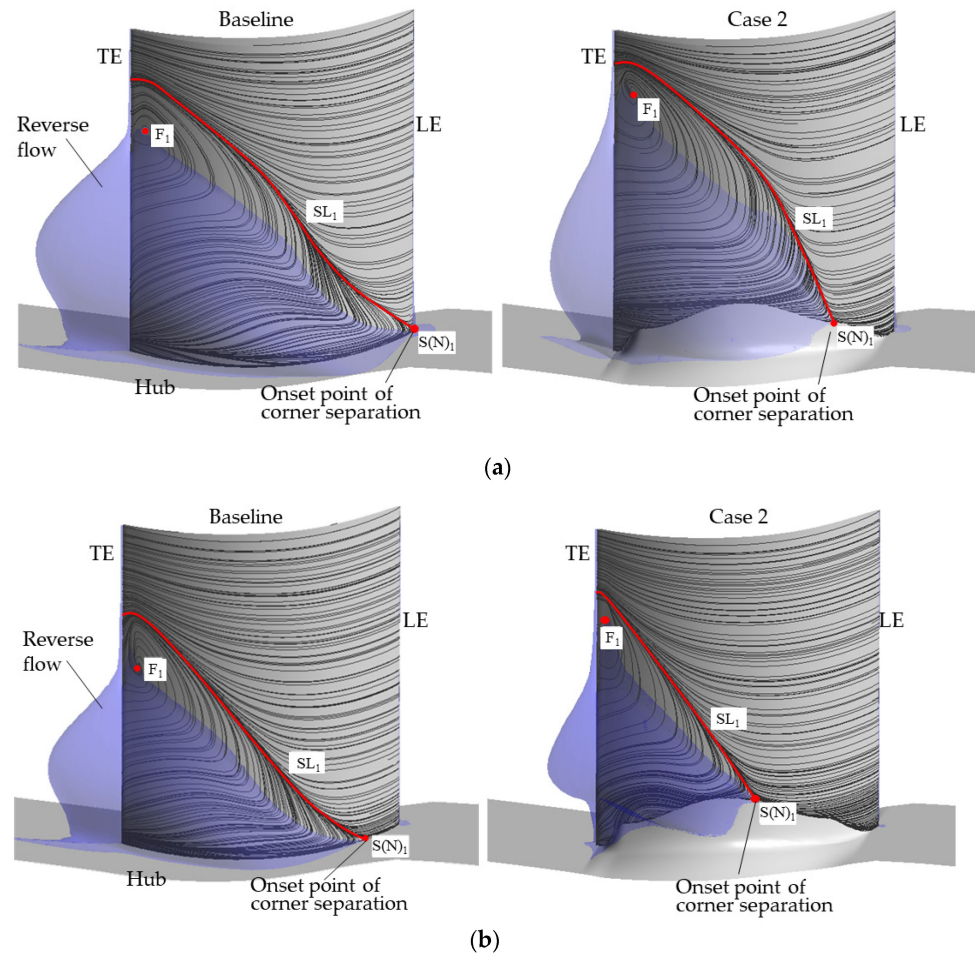 Baseline
Case 2
TE
TE
LE
LE
Reverse
flow
F₁
F₁
SL₁
SL₁
S(N)₁
S(N)₁
Hub
Onset point of
corner separation
Onset point of
corner separation
(a)
Baseline
Case 2
TE
TE
LE
LE
Reverse
flow
F₁
F₁
SL₁
SL₁
S(N)₁
S(N)₁
Hub
Onset point of
corner separation
Onset point of
corner separation
(b)